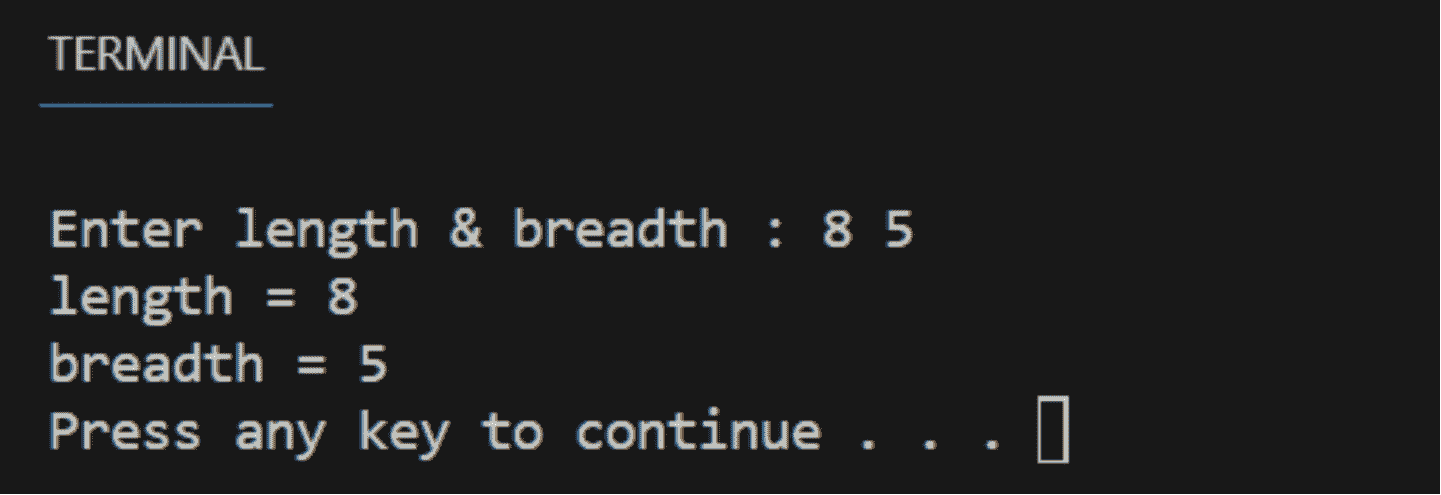 TERMINAL
Enter length & breadth : 8 5
length = 8
breadth = 5
Press any key to continue . . .